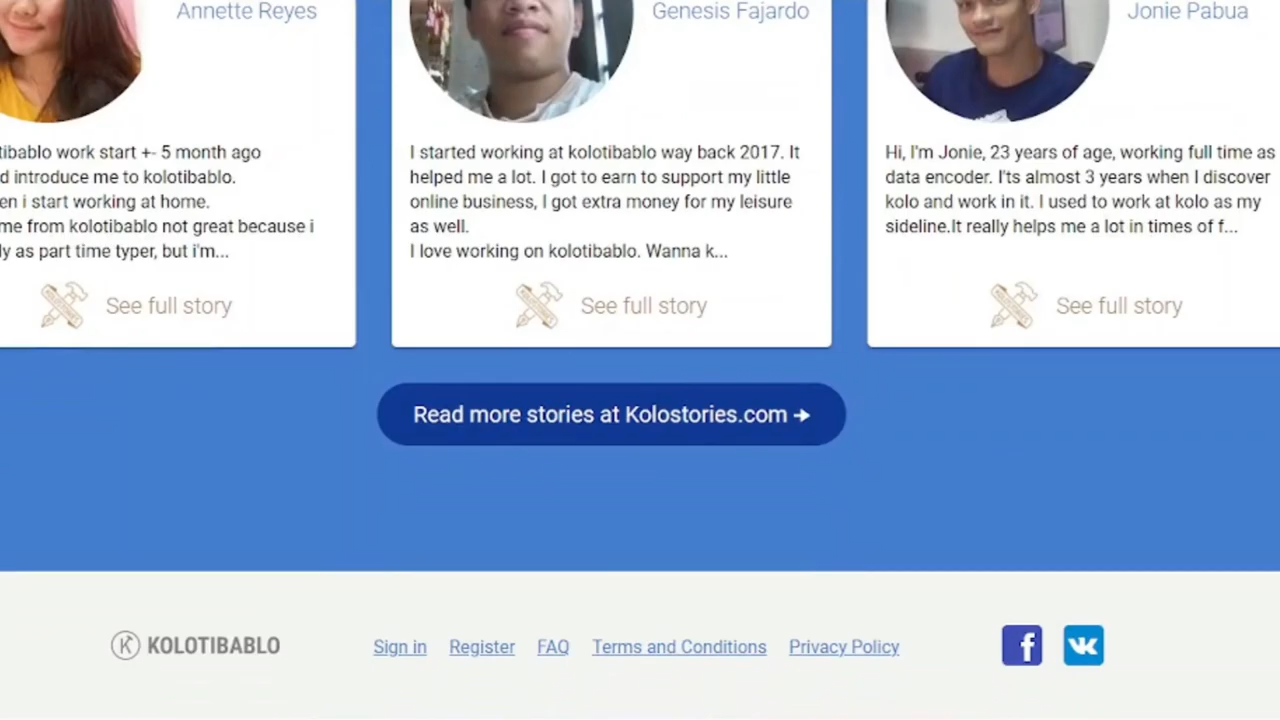 Annette Reyes
Genesis Fajardo
Jonie Pabua
tibablo work start +- 5 month ago
d introduce me to kolotibablo.
en i start working at home.
me from kolotibablo not great because i
ly as part time typer, but i'm...
See full story
I started working at kolotibablo way back 2017. It
helped me a lot. I got to earn to support my little
online business, I got extra money for my leisure
as well.
I love working on kolotibablo. Wanna k...
See full story
Hi, I'm Jonie, 23 years of age, working full time as
data encoder. I'ts almost 3 years when I discover
kolo and work in it. I used to work at kolo as my
sideline.It really helps me a lot in times of f...
See full story
Read more stories at Kolostories.com →
KOLOTIBABLO
Sign in Register FAQ Terms and Conditions Privacy Policy